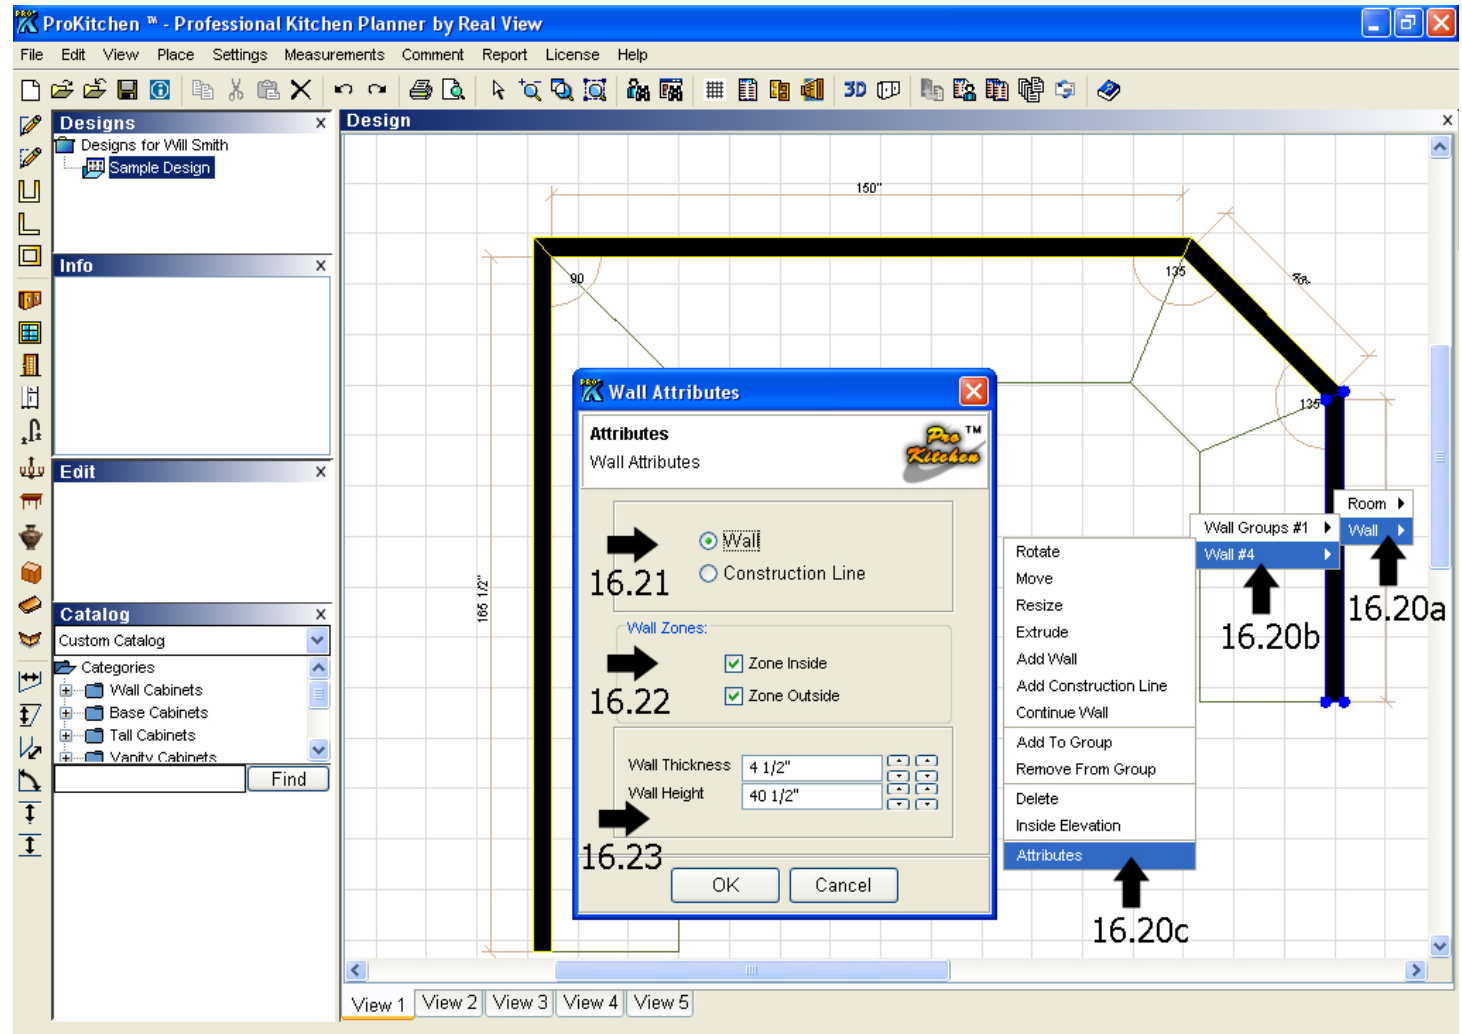 ProKitchen ™ - Professional Kitchen Planner by Real View
File Edit View Place Settings Measurements Comment Report License Help
3D
Designs x
Designs for Will Smith
Sample Design
Info x
Edit x
Catalog x
Custom Catalog
Categories
Wall Cabinets
Base Cabinets
Tall Cabinets
Vanity Cabinets
Find
Design x
150"
90
135
135
165 1/2"
Wall Attributes
Attributes
Wall Attributes
Pro Kitchen ™
Wall
Construction Line
16.21
Wall Zones:
Zone Inside
Zone Outside
16.22
Wall Thickness 4 1/2"
Wall Height 40 1/2"
16.23
OK Cancel
Room
Wall
16.20a
Wall Groups #1
Wall #4
16.20b
Rotate
Move
Resize
Extrude
Add Wall
Add Construction Line
Continue Wall
Add To Group
Remove From Group
Delete
Inside Elevation
Attributes
16.20c
View 1 View 2 View 3 View 4 View 5